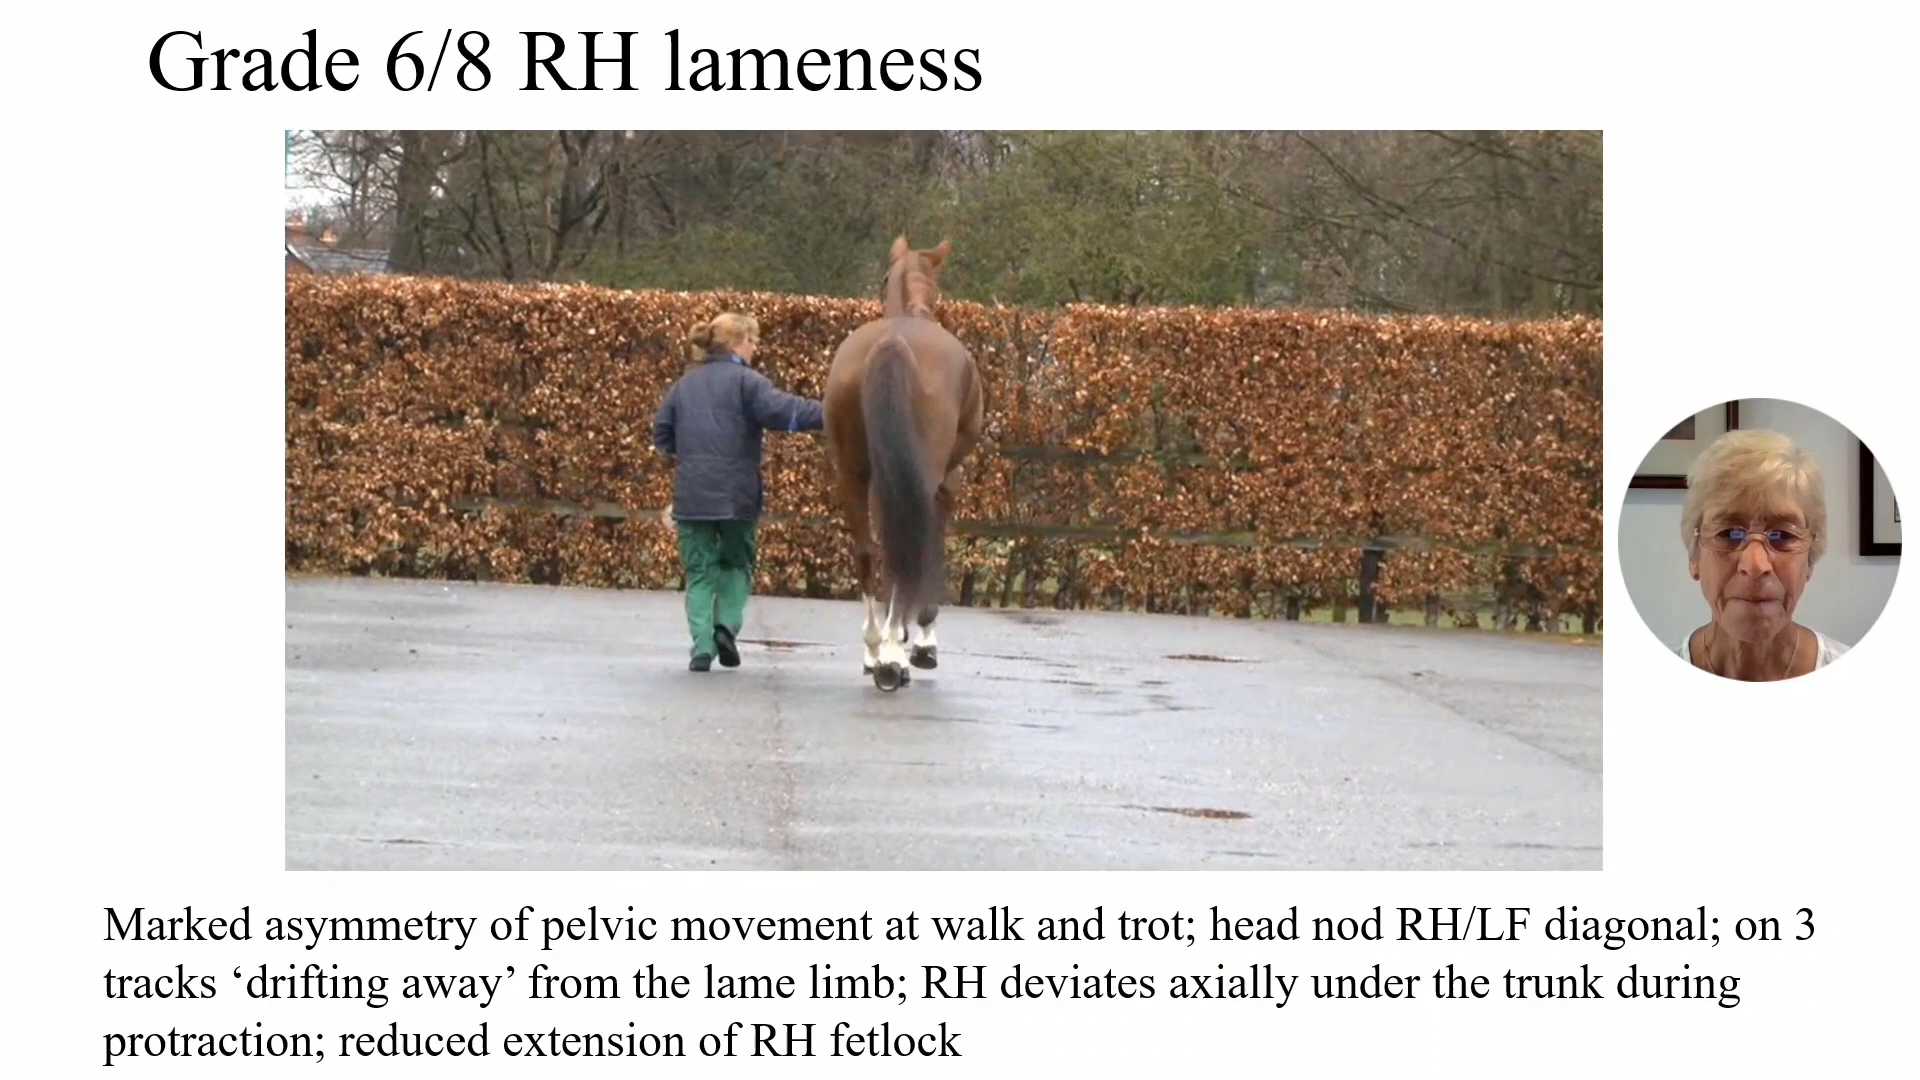 Grade 6/8 RH lameness
Marked asymmetry of pelvic movement at walk and trot; head nod RH/LF diagonal; on 3
tracks ‘drifting away’ from the lame limb; RH deviates axially under the trunk during
protraction; reduced extension of RH fetlock